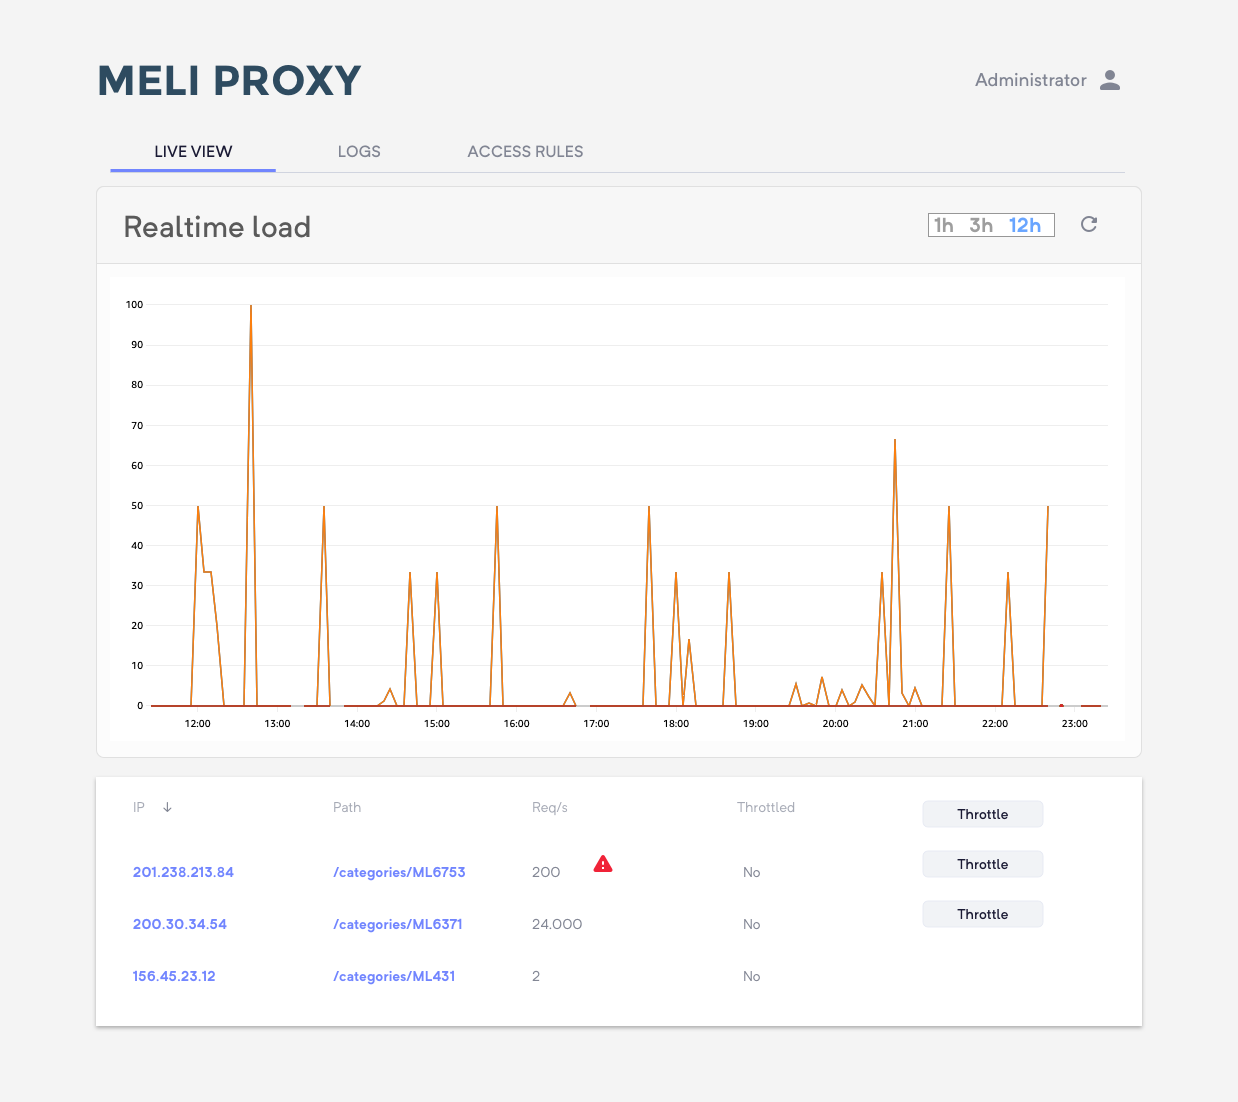 MELI PROXY
Administrator
LIVE VIEW LOGS ACCESS RULES
Realtime load
1h 3h 12h
100
90
80
70
60
50
40
30
20
10
0
12:00 13:00 14:00 15:00 16:00 17:00 18:00 19:00 20:00 21:00 22:00 23:00
IP ↓ Path Req/s Throttled
Throttle
201.238.213.84 /categories/ML6753 200 No
Throttle
200.30.34.54 /categories/ML6371 24.000 No
Throttle
156.45.23.12 /categories/ML431 2 No